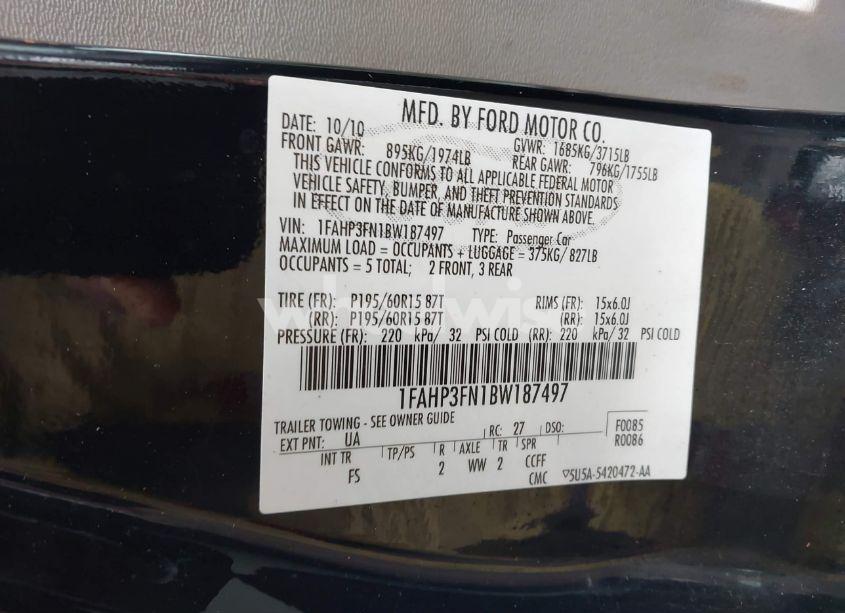 MFD. BY FORD MOTOR CO.
DATE: 10/10 GVWR: 1685KG/3715LB
FRONT GAWR: 895KG/1974LB REAR GAWR: 796KG/1755LB
THIS VEHICLE CONFORMS TO ALL APPLICABLE FEDERAL MOTOR
VEHICLE SAFETY, BUMPER, AND THEFT PREVENTION STANDARDS
IN EFFECT ON THE DATE OF MANUFACTURE SHOWN ABOVE.
VIN: 1FAHP3FN1BW187497 TYPE: Passenger Car
MAXIMUM LOAD = OCCUPANTS + LUGGAGE = 375KG/ 827LB
OCCUPANTS = 5 TOTAL; 2 FRONT, 3 REAR
TIRE (FR): P195/60R15 87T RIMS (FR): 15x6.0J
(RR): P195/60R15 87T (RR): 15x6.0J
PRESSURE (FR): 220 kPa/ 32 PSI COLD (RR): 220 kPa/ 32 PSI COLD
1FAHP3FN1BW187497
TRAILER TOWING - SEE OWNER GUIDE
EXT PNT: UA RC: 27 DSO: F0085
R0086
INT TR TP/PS R AXLE TR SPR
FS 2 WW 2 CCFF
CMC 5U5A-5420472-AA